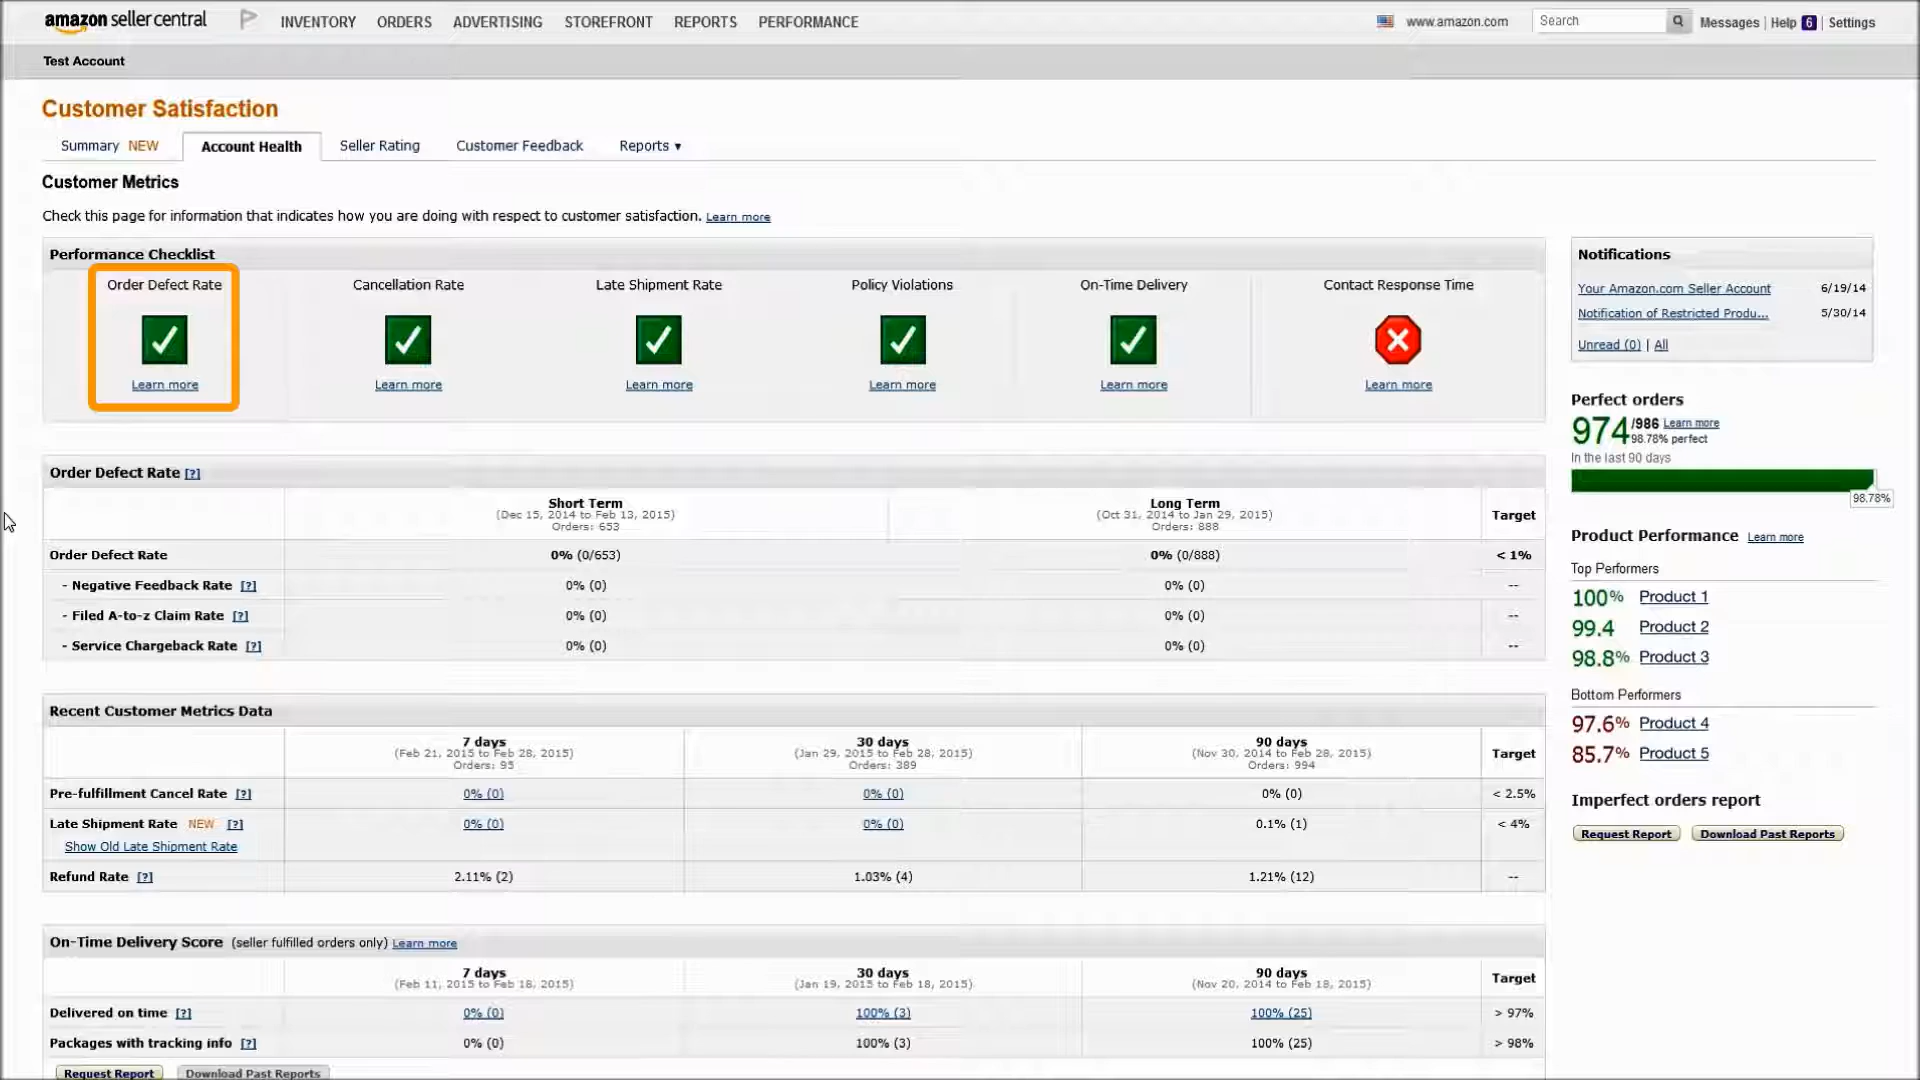 amazon seller central INVENTORY ORDERS ADVERTISING STOREFRONT REPORTS PERFORMANCE www.amazon.com Search Messages | Help 6 | Settings
Test Account
Customer Satisfaction
Summary NEW Account Health Seller Rating Customer Feedback Reports ▾
Customer Metrics
Check this page for information that indicates how you are doing with respect to customer satisfaction. Learn more
Performance Checklist
Order Defect Rate Cancellation Rate Late Shipment Rate Policy Violations On-Time Delivery Contact Response Time
Learn more Learn more Learn more Learn more Learn more Learn more
Order Defect Rate [?]
Short Term Long Term Target
(Dec 15, 2014 to Feb 13, 2015) (Oct 31, 2014 to Jan 29, 2015)
Orders: 653 Orders: 888
Order Defect Rate 0% (0/653) 0% (0/888) < 1%
- Negative Feedback Rate [?] 0% (0) 0% (0) --
- Filed A-to-z Claim Rate [?] 0% (0) 0% (0) --
- Service Chargeback Rate [?] 0% (0) 0% (0) --
Recent Customer Metrics Data
7 days 30 days 90 days Target
(Feb 21, 2015 to Feb 28, 2015) (Jan 29, 2015 to Feb 28, 2015) (Nov 30, 2014 to Feb 28, 2015)
Orders: 95 Orders: 389 Orders: 994
Pre-fulfillment Cancel Rate [?] 0% (0) 0% (0) 0% (0) < 2.5%
Late Shipment Rate NEW [?] 0% (0) 0% (0) 0.1% (1) < 4%
Show Old Late Shipment Rate
Refund Rate [?] 2.11% (2) 1.03% (4) 1.21% (12) --
On-Time Delivery Score (seller fulfilled orders only) Learn more
7 days 30 days 90 days Target
(Feb 11, 2015 to Feb 18, 2015) (Jan 19, 2015 to Feb 18, 2015) (Nov 20, 2014 to Feb 18, 2015)
Delivered on time [?] 0% (0) 100% (3) 100% (25) > 97%
Packages with tracking info [?] 0% (0) 100% (3) 100% (25) > 98%
Request Report Download Past Reports
Notifications
Your Amazon.com Seller Account 6/19/14
Notification of Restricted Produ... 5/30/14
Unread (0) | All
Perfect orders
974/986 Learn more
98.78% perfect
In the last 90 days
98.78%
Product Performance Learn more
Top Performers
100% Product 1
99.4 Product 2
98.8% Product 3
Bottom Performers
97.6% Product 4
85.7% Product 5
Imperfect orders report
Request Report Download Past Reports